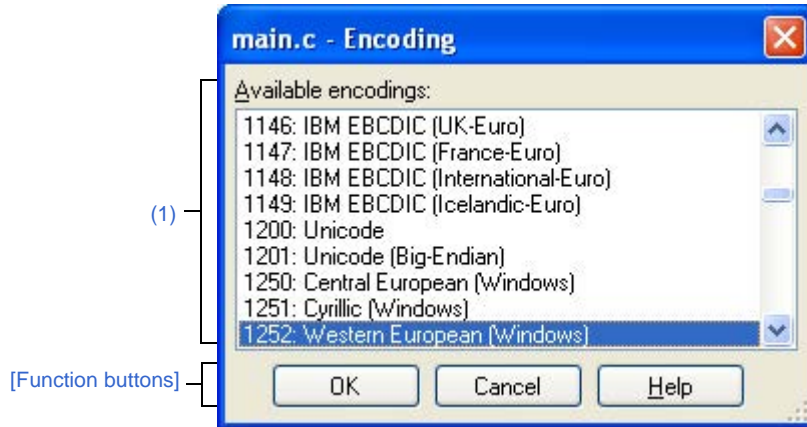 main.c - Encoding
Available encodings:
1146: IBM EBCDIC (UK-Euro)
1147: IBM EBCDIC (France-Euro)
1148: IBM EBCDIC (International-Euro)
1149: IBM EBCDIC (Icelandic-Euro)
1200: Unicode
1201: Unicode (Big-Endian)
1250: Central European (Windows)
1251: Cyrillic (Windows)
1252: Western European (Windows)
(1)
[Function buttons]
OK Cancel Help